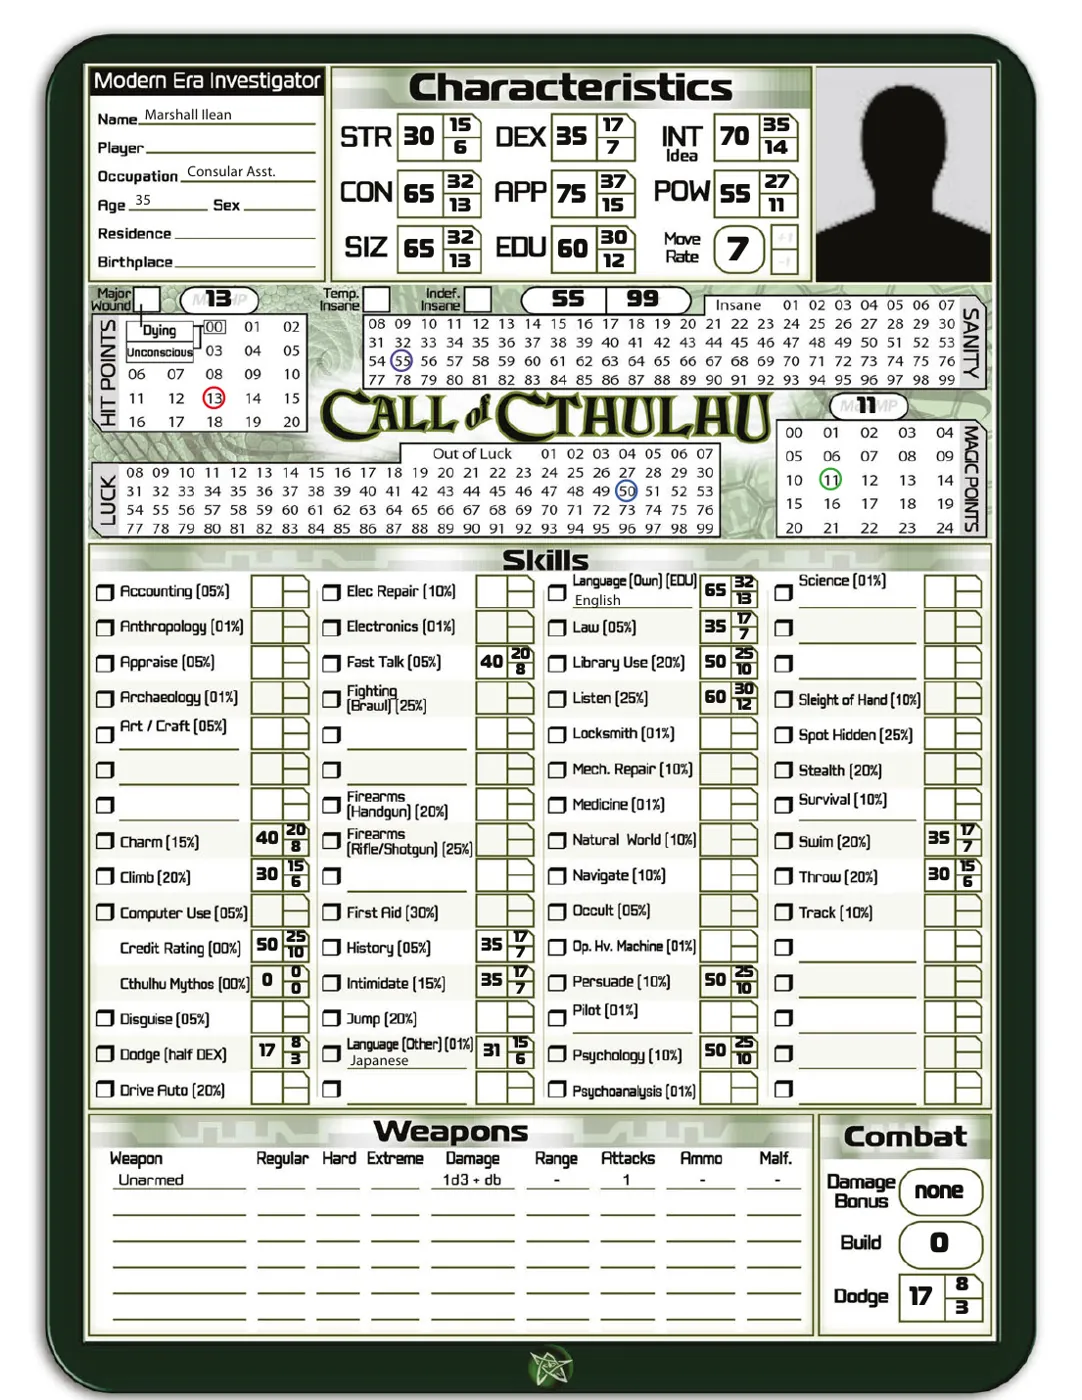 Modern Era Investigator
Name Marshall Ilean
Player
Occupation Consular Asst.
Age 35 Sex
Residence
Birthplace
Characteristics
STR 30 15 6 DEX 35 17 7 INT Idea 70 35 14
CON 65 32 13 APP 75 37 15 POW 55 27 11
SIZ 65 32 13 EDU 60 30 12 Move Rate 7 +1 -1
Major Wound 13
Temp. Insane Indef. Insane 55 99
HIT POINTS
Dying 00 01 02
Unconscious 03 04 05
06 07 08 09 10
11 12 13 14 15
16 17 18 19 20
Insane 01 02 03 04 05 06 07
08 09 10 11 12 13 14 15 16 17 18 19 20 21 22 23 24 25 26 27 28 29 30
31 32 33 34 35 36 37 38 39 40 41 42 43 44 45 46 47 48 49 50 51 52 53
54 55 56 57 58 59 60 61 62 63 64 65 66 67 68 69 70 71 72 73 74 75 76
77 78 79 80 81 82 83 84 85 86 87 88 89 90 91 92 93 94 95 96 97 98 99
SANITY
CALL of CTHULHU
11
Out of Luck 01 02 03 04 05 06 07
08 09 10 11 12 13 14 15 16 17 18 19 20 21 22 23 24 25 26 27 28 29 30
31 32 33 34 35 36 37 38 39 40 41 42 43 44 45 46 47 48 49 50 51 52 53
54 55 56 57 58 59 60 61 62 63 64 65 66 67 68 69 70 71 72 73 74 75 76
77 78 79 80 81 82 83 84 85 86 87 88 89 90 91 92 93 94 95 96 97 98 99
LUCK
00 01 02 03 04
05 06 07 08 09
10 11 12 13 14
15 16 17 18 19
20 21 22 23 24
MAGIC POINTS
Skills
Accounting (05%)
Anthropology (01%)
Appraise (05%)
Archaeology (01%)
Art / Craft (05%)
Charm (15%) 40 20 8
Climb (20%) 30 15 6
Computer Use (05%)
Credit Rating (00%) 50 25 10
Cthulhu Mythos (00%) 0 0 0
Disguise (05%)
Dodge (half DEX) 17 8 3
Drive Auto (20%)
Elec Repair (10%)
Electronics (01%)
Fast Talk (05%) 40 20 8
Fighting
(Brawl) (25%)
Firearms
(Handgun) (20%)
Firearms
(Rifle/Shotgun) (25%)
First Aid (30%)
History (05%) 35 17 7
Intimidate (15%) 35 17 7
Jump (20%)
Language (Other) (01%) 31 15 6
Japanese
Language (Own) (EDU) 65 32 13
English
Law (05%) 35 17 7
Library Use (20%) 50 25 10
Listen (25%) 60 30 12
Locksmith (01%)
Mech. Repair (10%)
Medicine (01%)
Natural World (10%)
Navigate (10%)
Occult (05%)
Op. Hv. Machine (01%)
Persuade (10%) 50 25 10
Pilot (01%)
Psychology (10%) 50 25 10
Psychoanalysis (01%)
Science (01%)
Sleight of Hand (10%)
Spot Hidden (25%)
Stealth (20%)
Survival (10%)
Swim (20%) 35 17 7
Throw (20%) 30 15 6
Track (10%)
Weapons
Weapon Regular Hard Extreme Damage Range Attacks Ammo Malf.
Unarmed 1d3 + db - 1 - -
Combat
Damage Bonus none
Build 0
Dodge 17 8 3